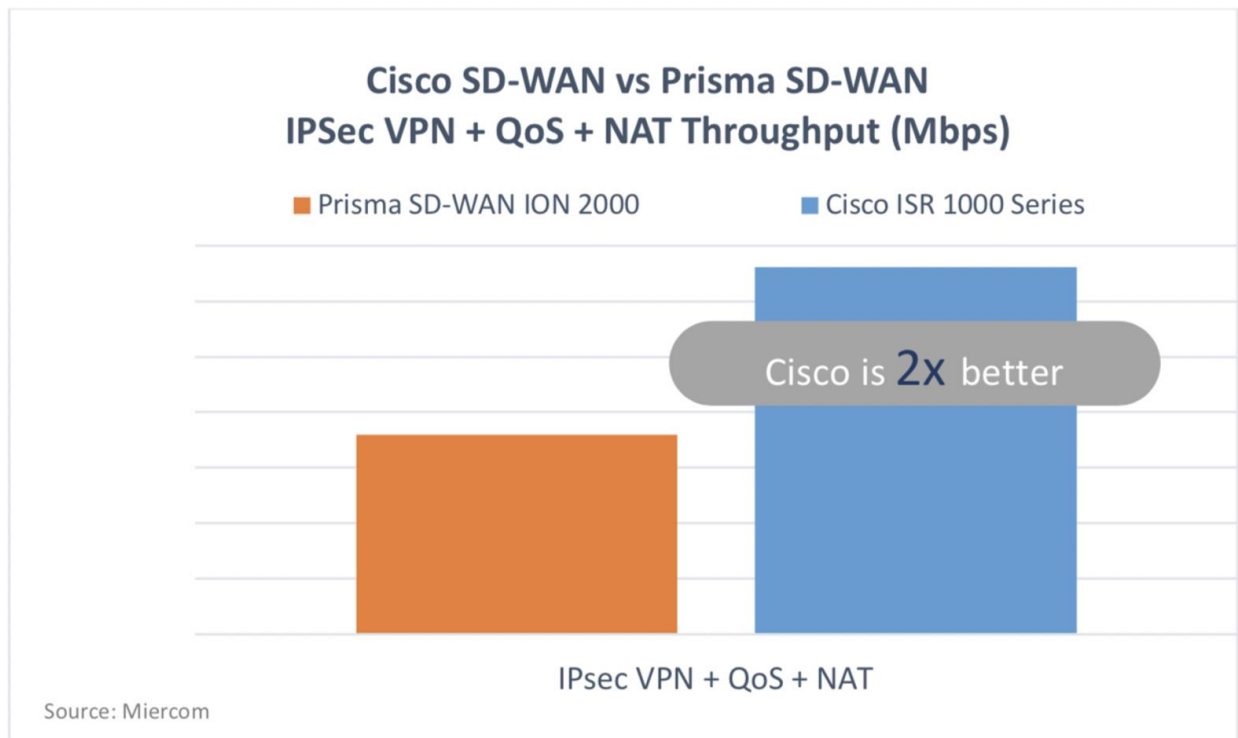 Cisco SD-WAN vs Prisma SD-WAN
IPSec VPN + QoS + NAT Throughput (Mbps)
Prisma SD-WAN ION 2000
Cisco ISR 1000 Series
Cisco is 2x better
IPsec VPN + QoS + NAT
Source: Miercom